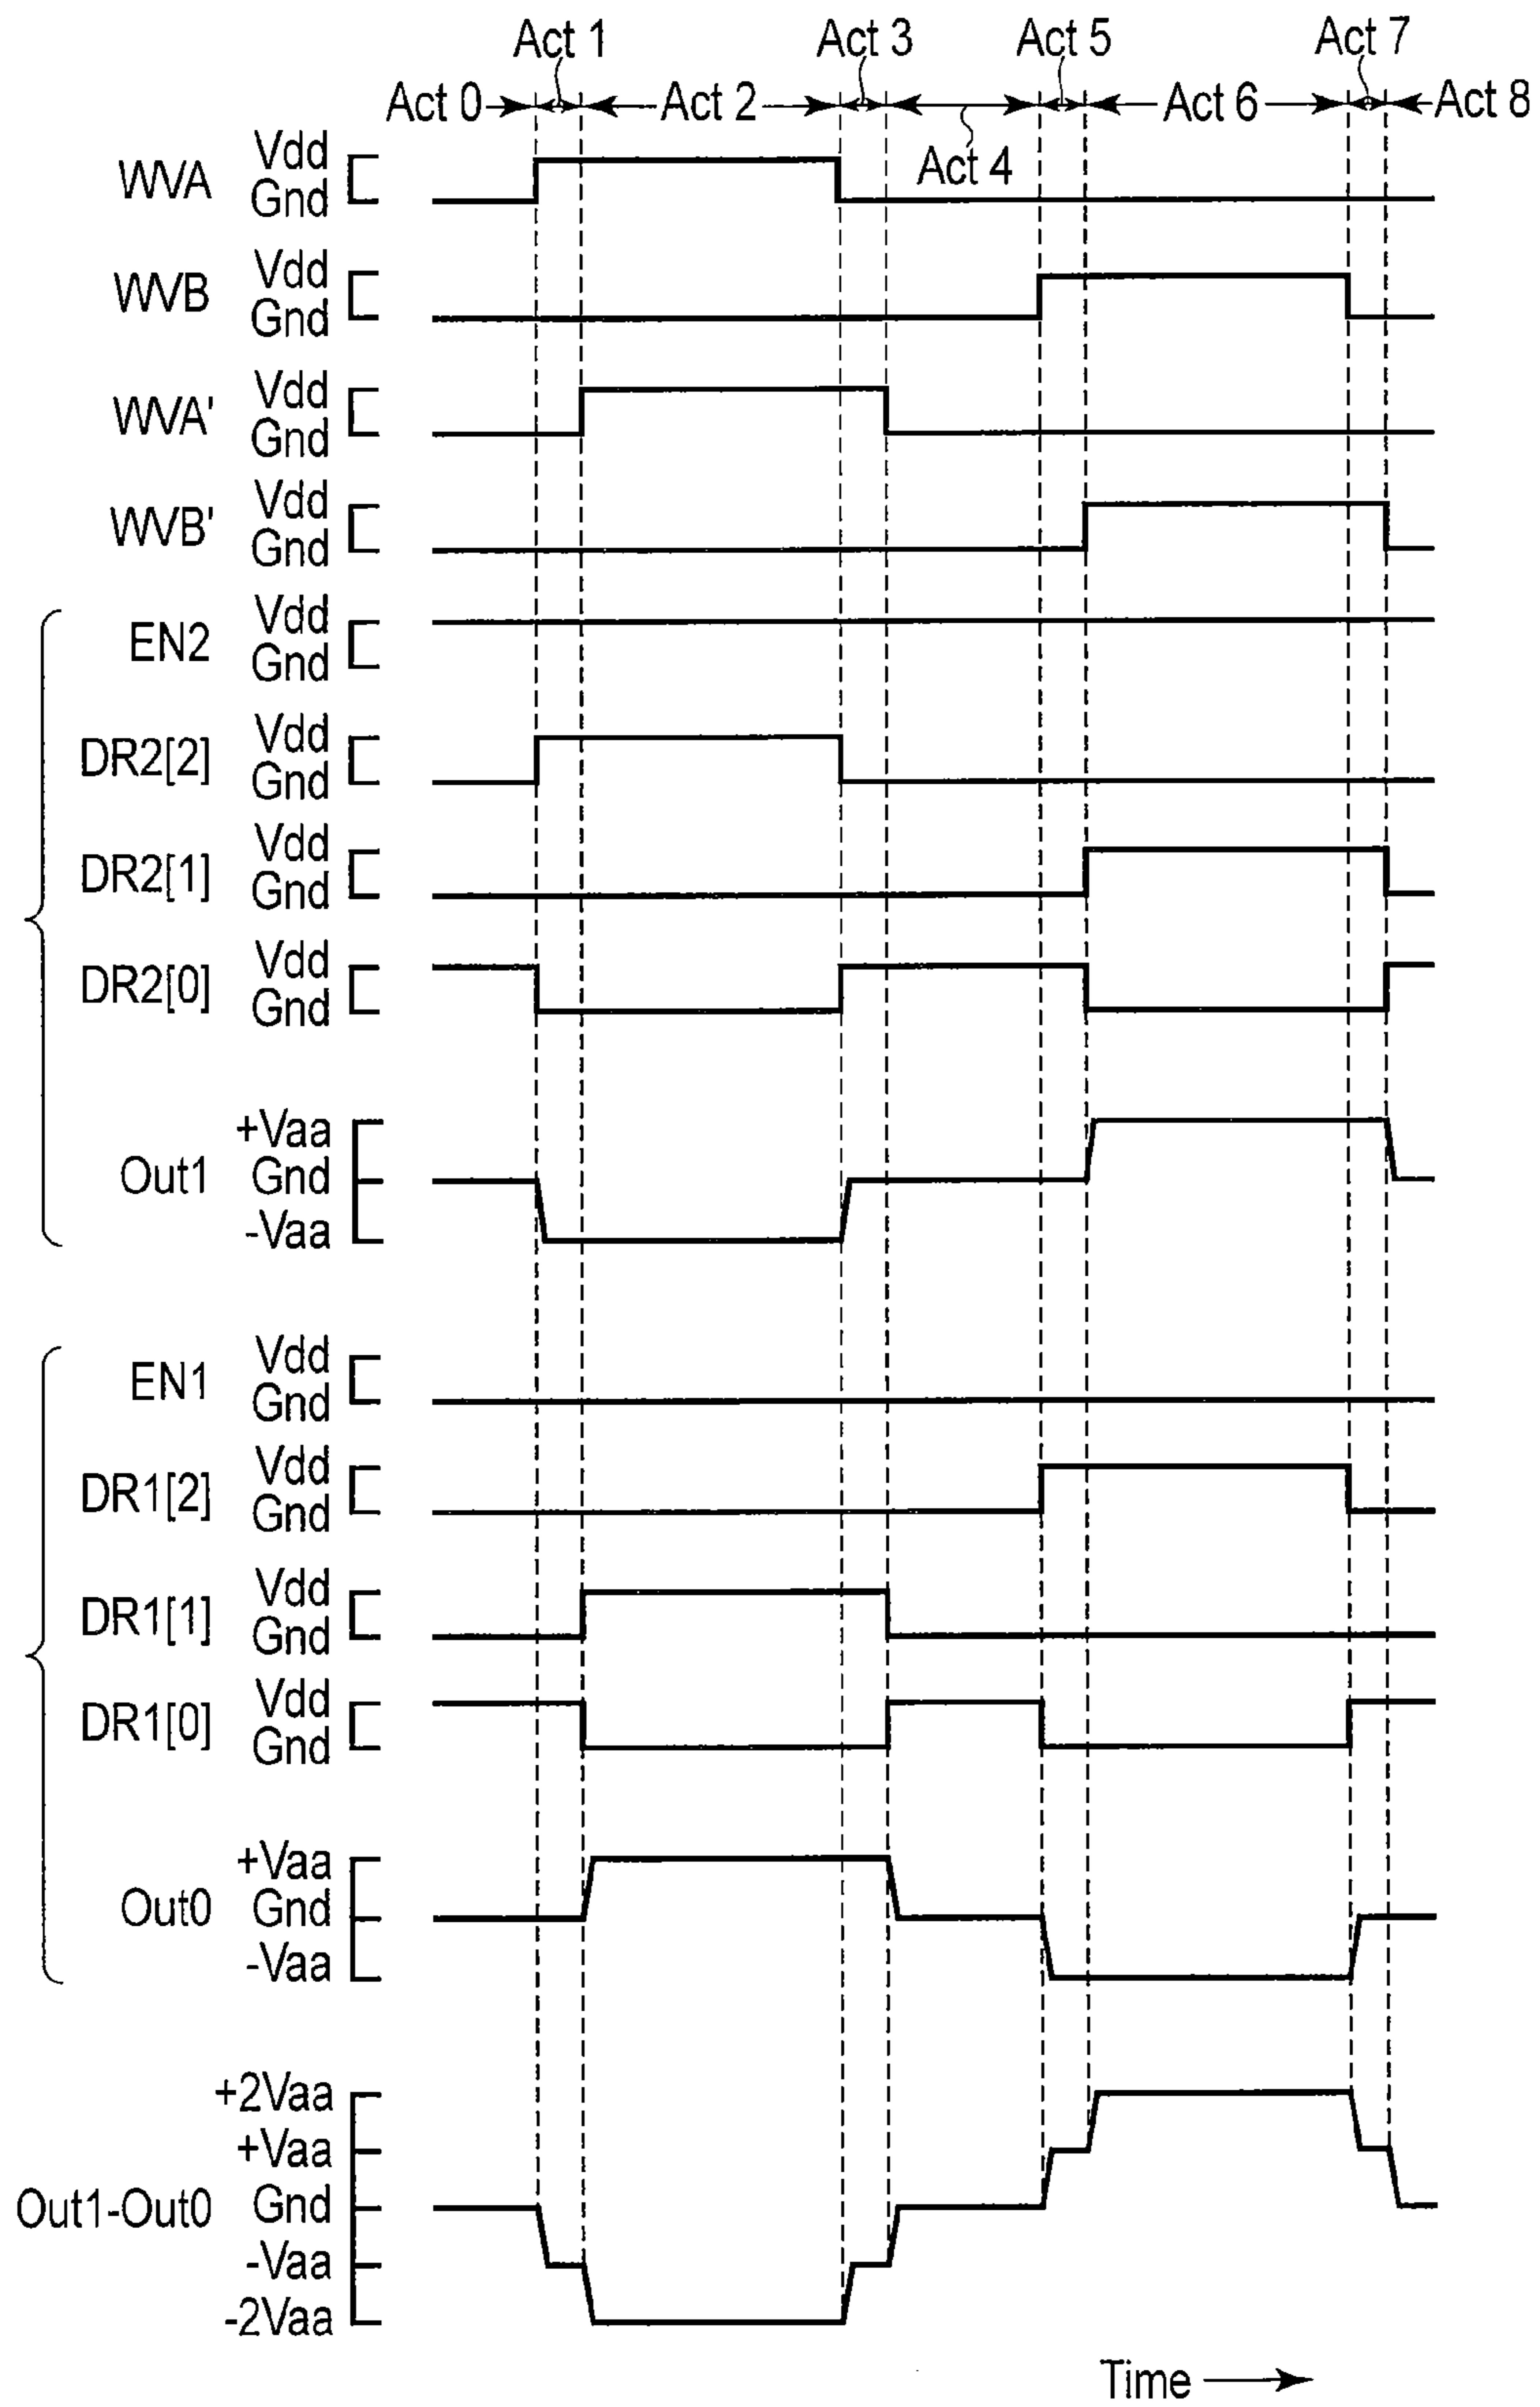 Act 1 Act 3 Act 5 Act 7
Act 0 Act 2 Act 6 Act 8
Act 4
WVA Vdd
Gnd
WVB Vdd
Gnd
WVA' Vdd
Gnd
WVB' Vdd
Gnd
EN2 Vdd
Gnd
DR2[2] Vdd
Gnd
DR2[1] Vdd
Gnd
DR2[0] Vdd
Gnd
+Vaa
Out1 Gnd
-Vaa
EN1 Vdd
Gnd
DR1[2] Vdd
Gnd
DR1[1] Vdd
Gnd
DR1[0] Vdd
Gnd
+Vaa
Out0 Gnd
-Vaa
+2Vaa
+Vaa
Out1-Out0 Gnd
-Vaa
-2Vaa
Time